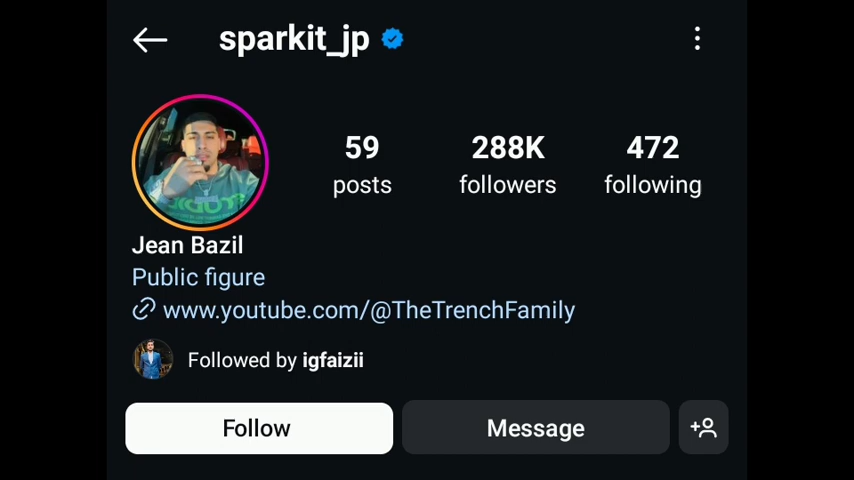 sparkit_jp
59 288K 472
posts followers following
Jean Bazil
Public figure
www.youtube.com/@TheTrenchFamily
Followed by igfaizii
Follow Message